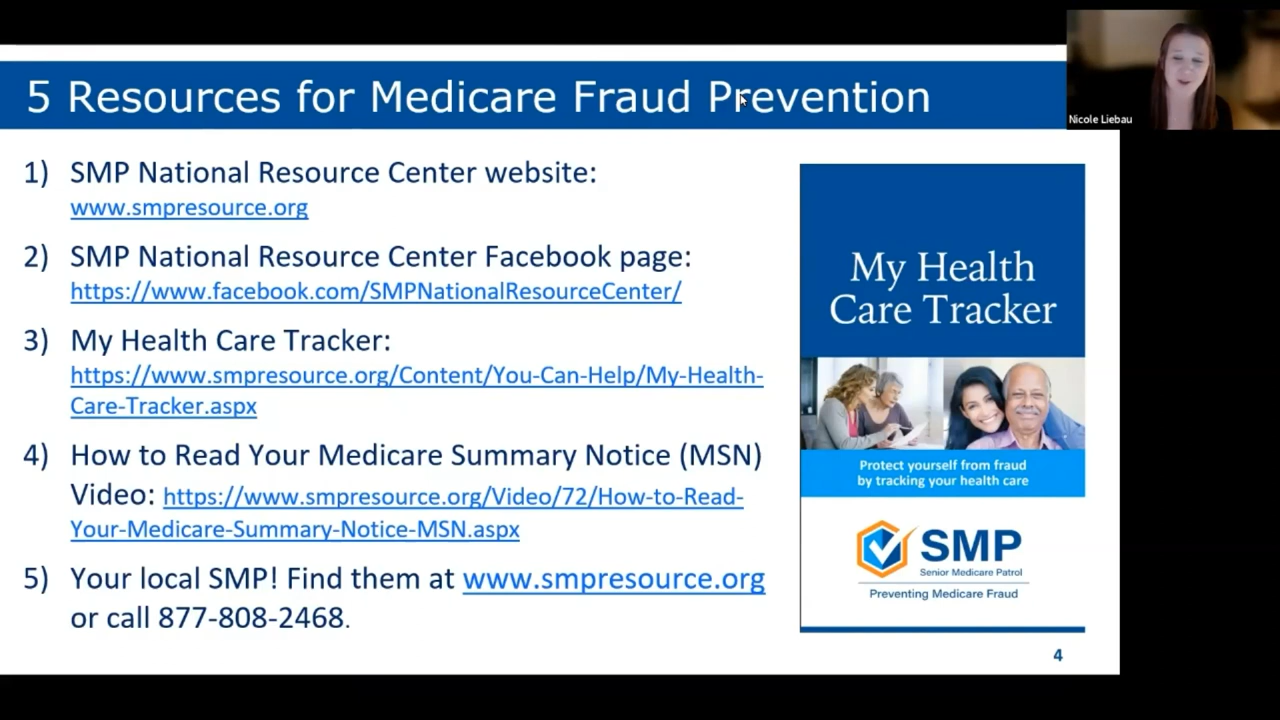 5 Resources for Medicare Fraud Prevention
Nicole Liebau
1) SMP National Resource Center website:
www.smpresource.org
2) SMP National Resource Center Facebook page:
https://www.facebook.com/SMPNationalResourceCenter/
3) My Health Care Tracker:
https://www.smpresource.org/Content/You-Can-Help/My-Health-
Care-Tracker.aspx
4) How to Read Your Medicare Summary Notice (MSN)
Video: https://www.smpresource.org/Video/72/How-to-Read-
Your-Medicare-Summary-Notice-MSN.aspx
5) Your local SMP! Find them at www.smpresource.org
or call 877-808-2468.
My Health
Care Tracker
Protect yourself from fraud
by tracking your health care
SMP
Senior Medicare Patrol
Preventing Medicare Fraud
4